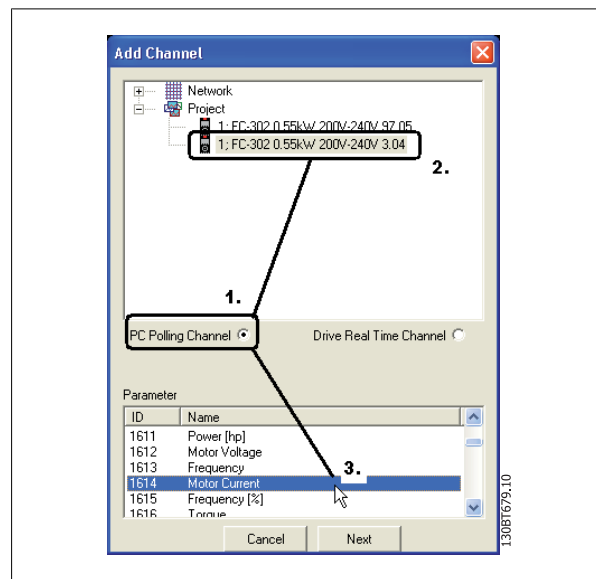 Add Channel
Network
Project
1; FC-302 0.55kW 200V-240V 97.05
1; FC-302 0.55kW 200V-240V 3.04
2.
1.
PC Polling Channel
Drive Real Time Channel
Parameter
ID Name
1611 Power [hp]
1612 Motor Voltage
1613 Frequency
3.
1614 Motor Current
1615 Frequency [%]
1616 Torque
Cancel Next
130BT679.10